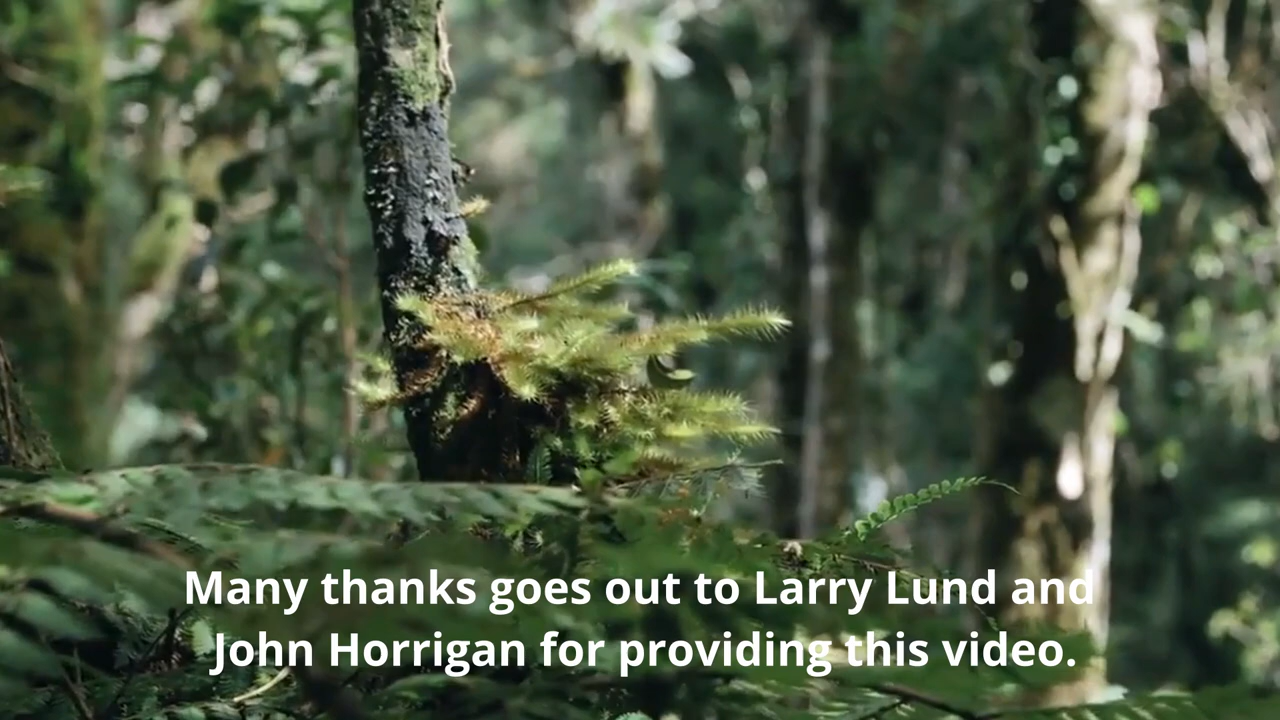 Many thanks goes out to Larry Lund and
John Horrigan for providing this video.